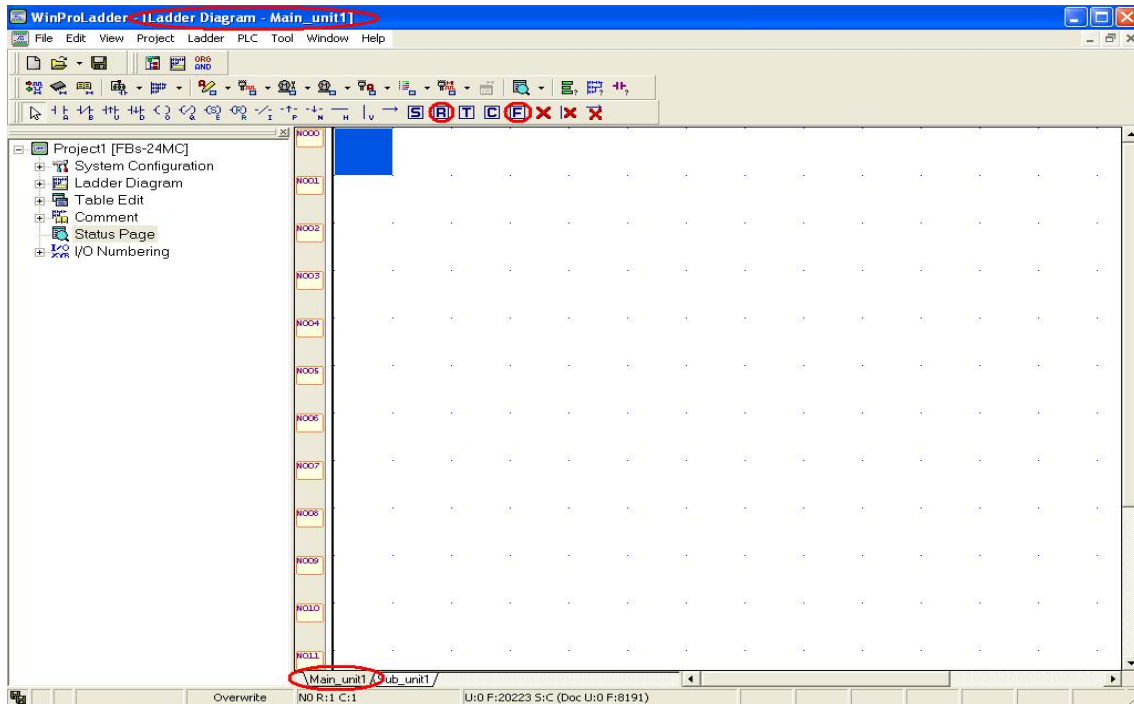 WinProLadder - [Ladder Diagram - Main_unit1]
File Edit View Project Ladder PLC Tool Window Help
ORG
AND
A B U D Q E R I P N H V S R T C F
N000
Project1 [FBs-24MC]
System Configuration
Ladder Diagram
Table Edit
Comment
Status Page
I/O Numbering
N001
N002
N003
N004
N005
N006
N007
N008
N009
N010
N011
Main_unit1 Sub_unit1
Overwrite N0 R:1 C:1 U:0 F:20223 S:C (Doc U:0 F:8191)